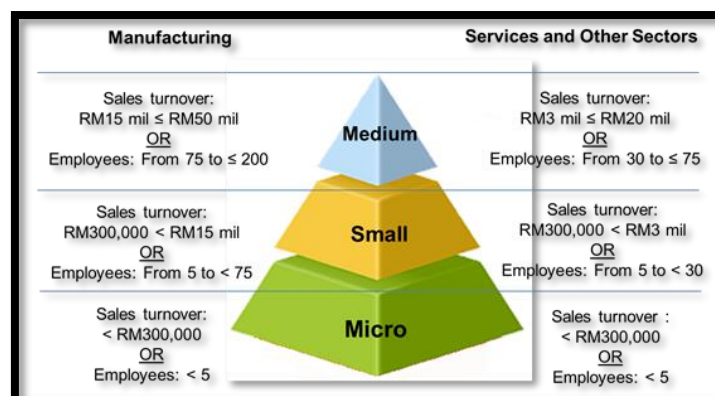 Manufacturing
Services and Other Sectors
Sales turnover:
RM15 mil ≤ RM50 mil
OR
Employees: From 75 to ≤ 200
Medium
Sales turnover:
RM3 mil ≤ RM20 mil
OR
Employees: From 30 to ≤ 75
Sales turnover:
RM300,000 < RM15 mil
OR
Employees: From 5 to < 75
Small
Sales turnover:
RM300,000 < RM3 mil
OR
Employees: From 5 to < 30
Sales turnover:
< RM300,000
OR
Employees: < 5
Micro
Sales turnover :
< RM300,000
OR
Employees: < 5